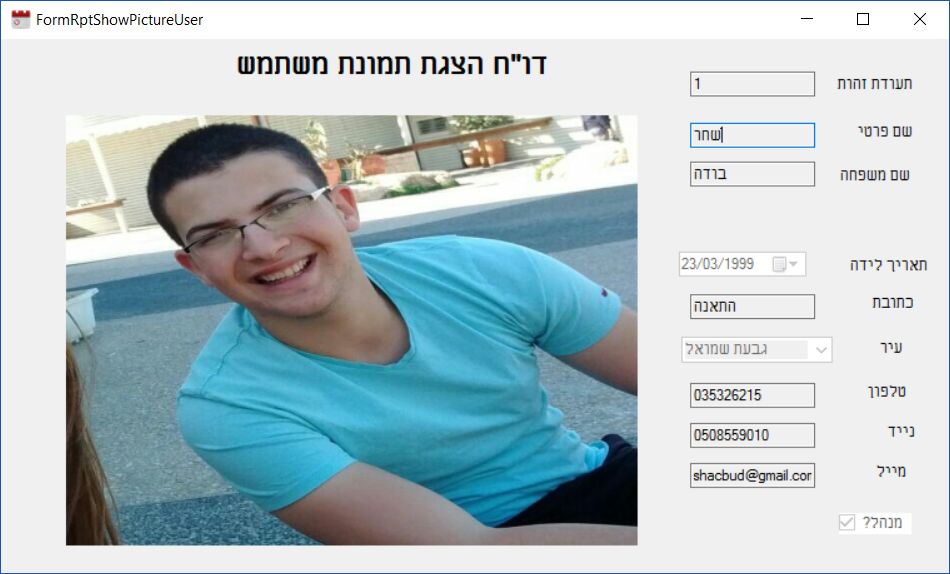 FormRptShowPictureUser
דו"ח הצגת תמונת משתמש
תעודת זהות
1
שם פרטי
שחר
שם משפחה
בודה
תאריך לידה
23/03/1999
כתובת
התאנה
עיר
גבעת שמואל
טלפון
035326215
נייד
0508559010
מייל
shacbud@gmail.cor
מנהל?